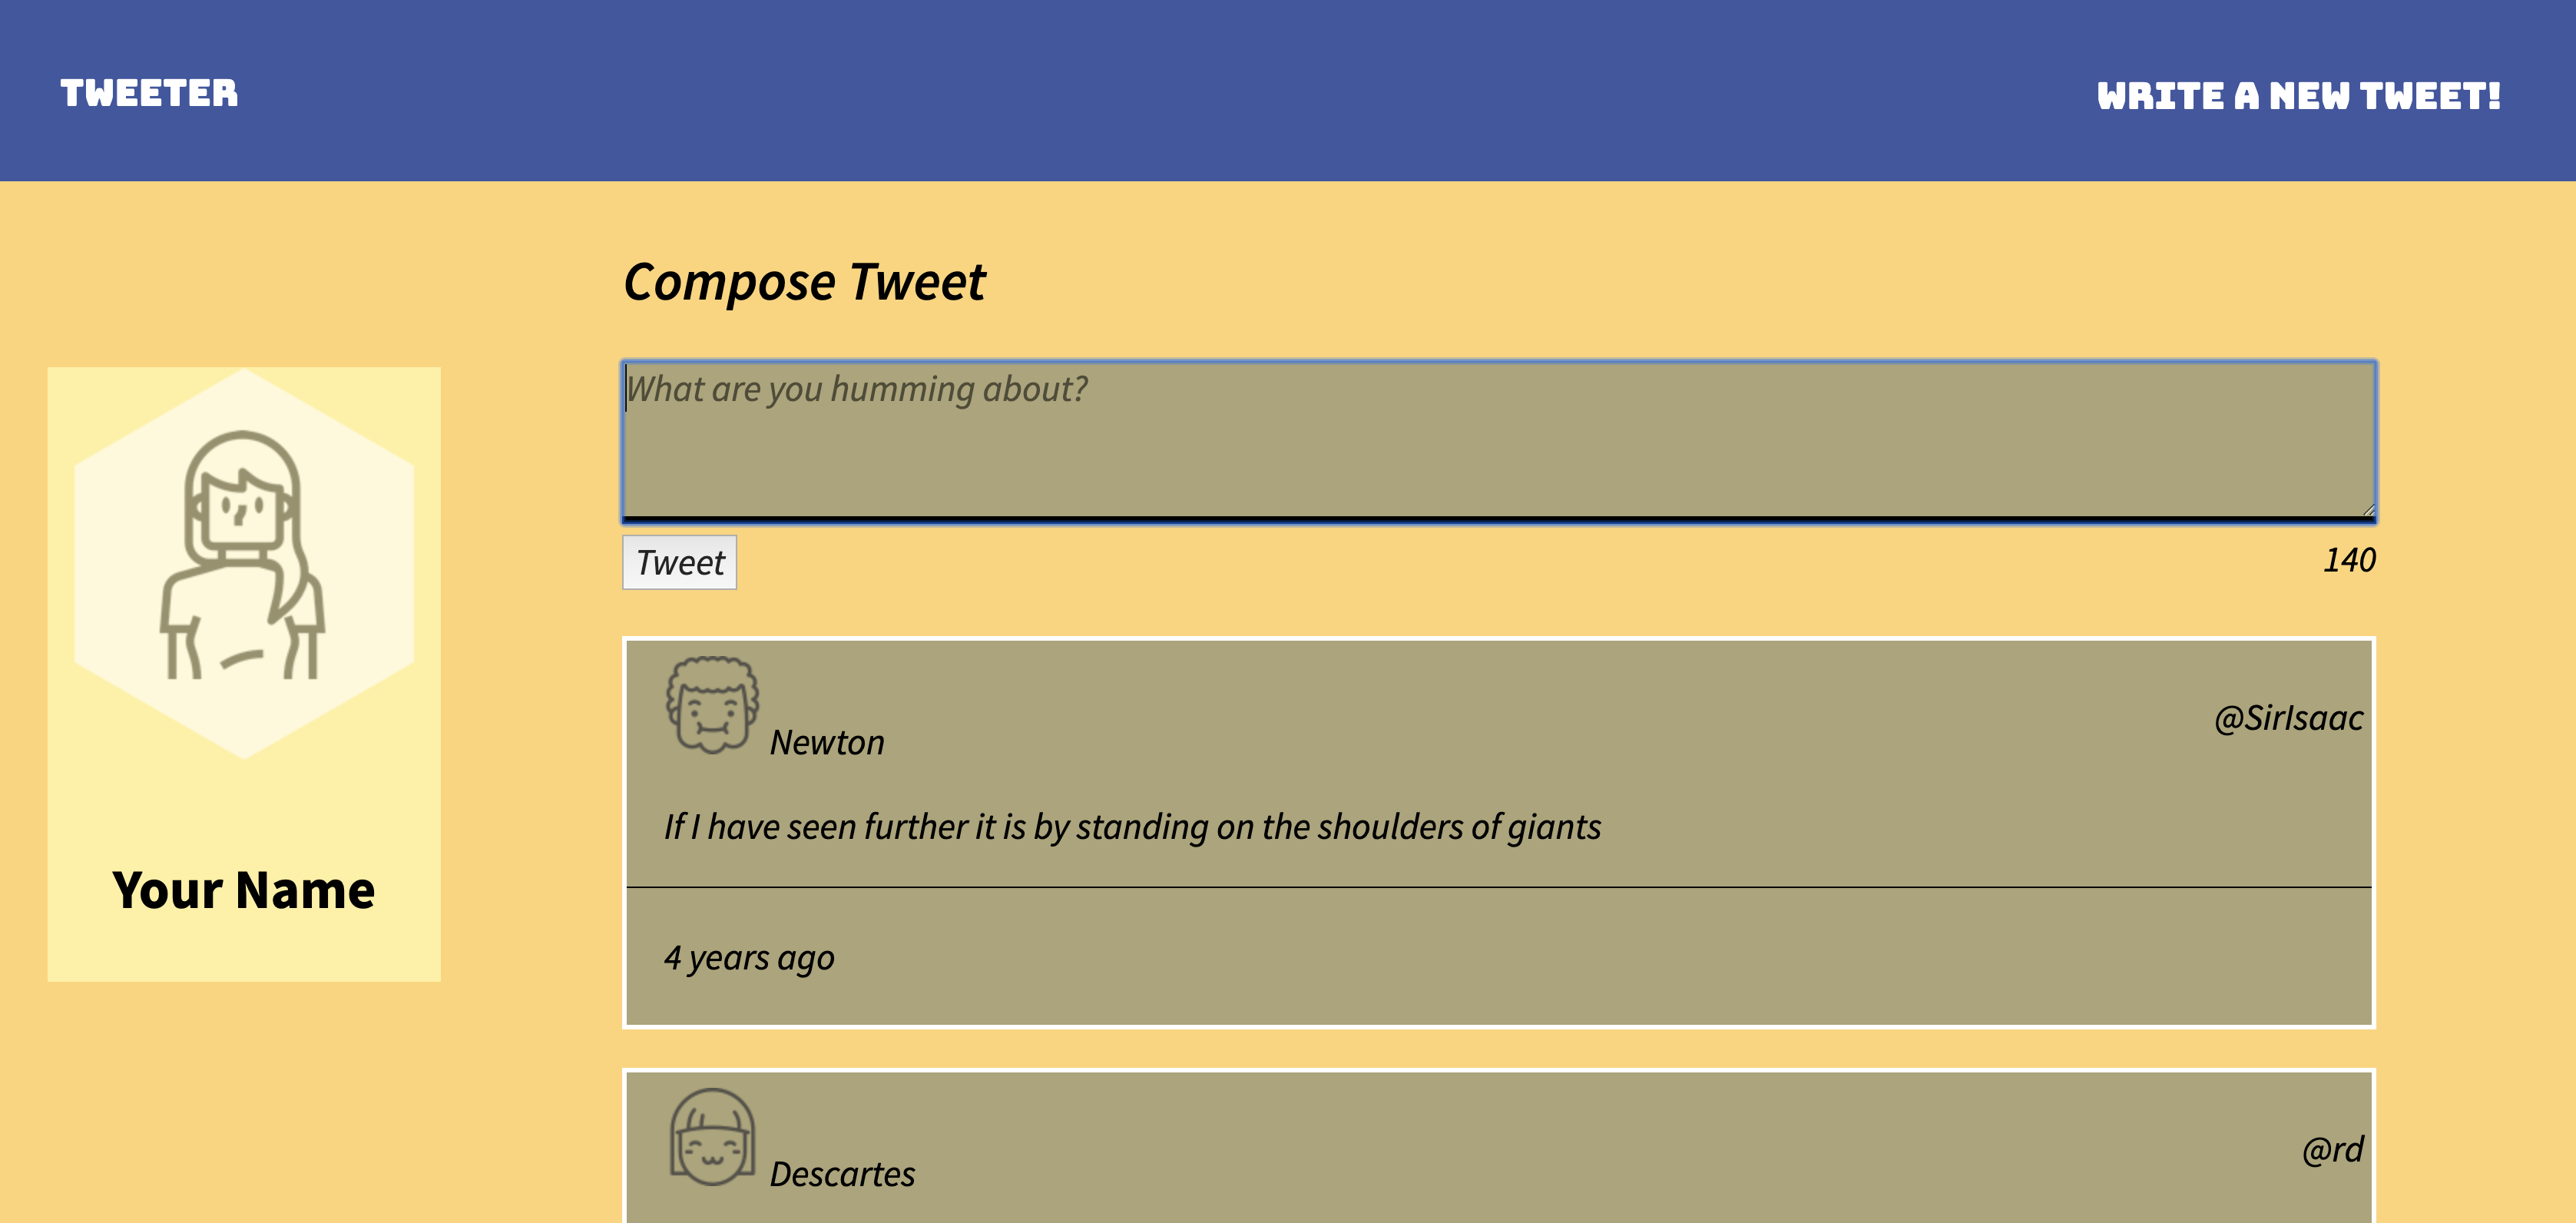 TWEETER
WRITE A NEW TWEET!
Compose Tweet
What are you humming about?
Tweet
140
Your Name
Newton
@SirIsaac
If I have seen further it is by standing on the shoulders of giants
4 years ago
Descartes
@rd